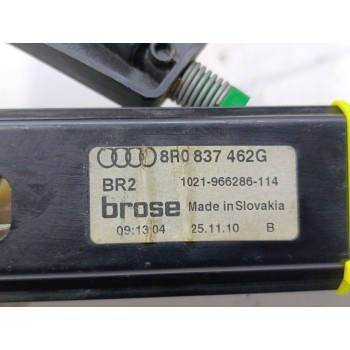 8R0 837 462G
BR2 1021-966286-114
brose Made in Slovakia
09:13 04 25.11.10 B